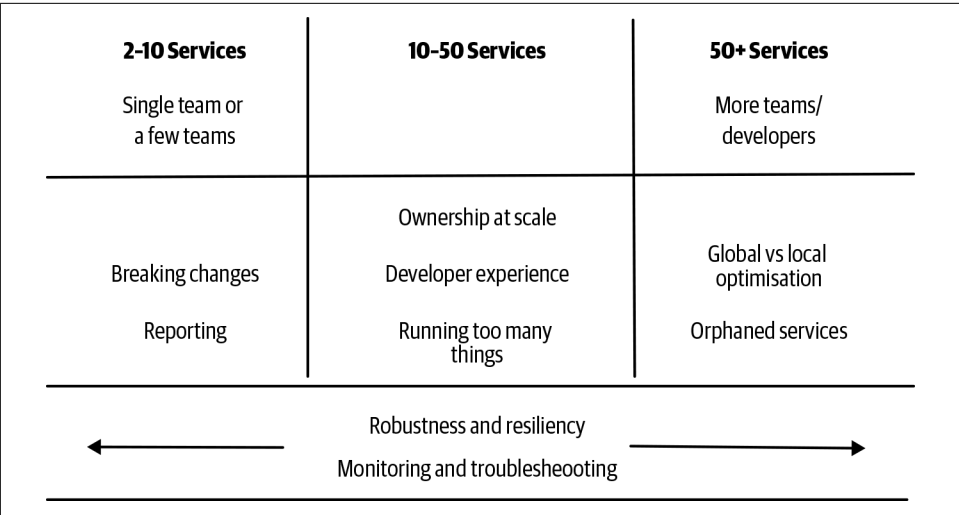 2-10 Services
10-50 Services
50+ Services
Single team or
a few teams
More teams/
developers
Breaking changes
Reporting
Ownership at scale
Developer experience
Running too many
things
Global vs local
optimisation
Orphaned services
Robustness and resiliency
Monitoring and troublesheooting